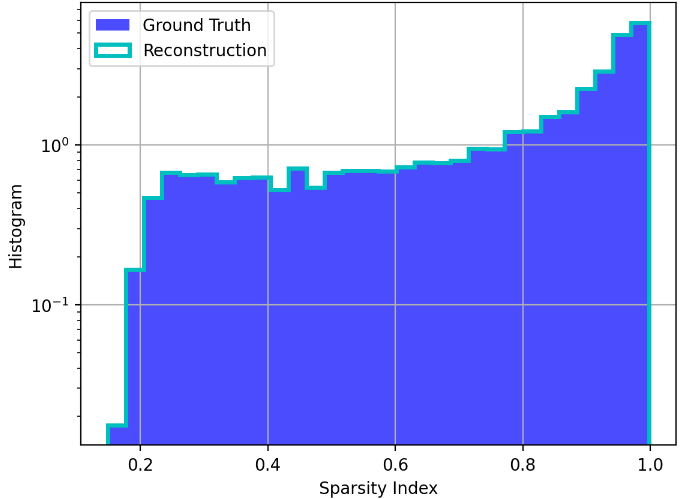 Ground Truth
Reconstruction
Histogram
10⁰
10⁻¹
0.2 0.4 0.6 0.8 1.0
Sparsity Index